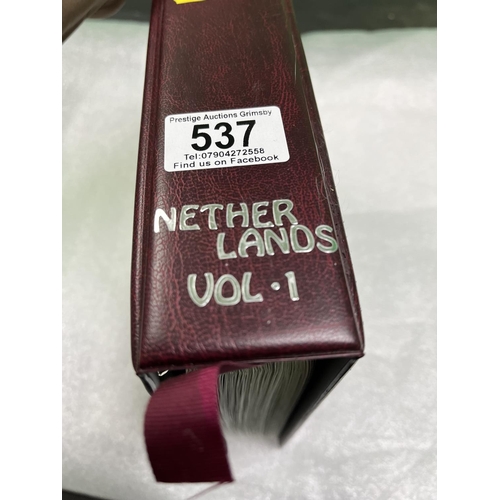 Prestige Auctions Grimsby
537
Tel:07904272558
Find us on Facebook
NETHER
LANDS
VOL·1